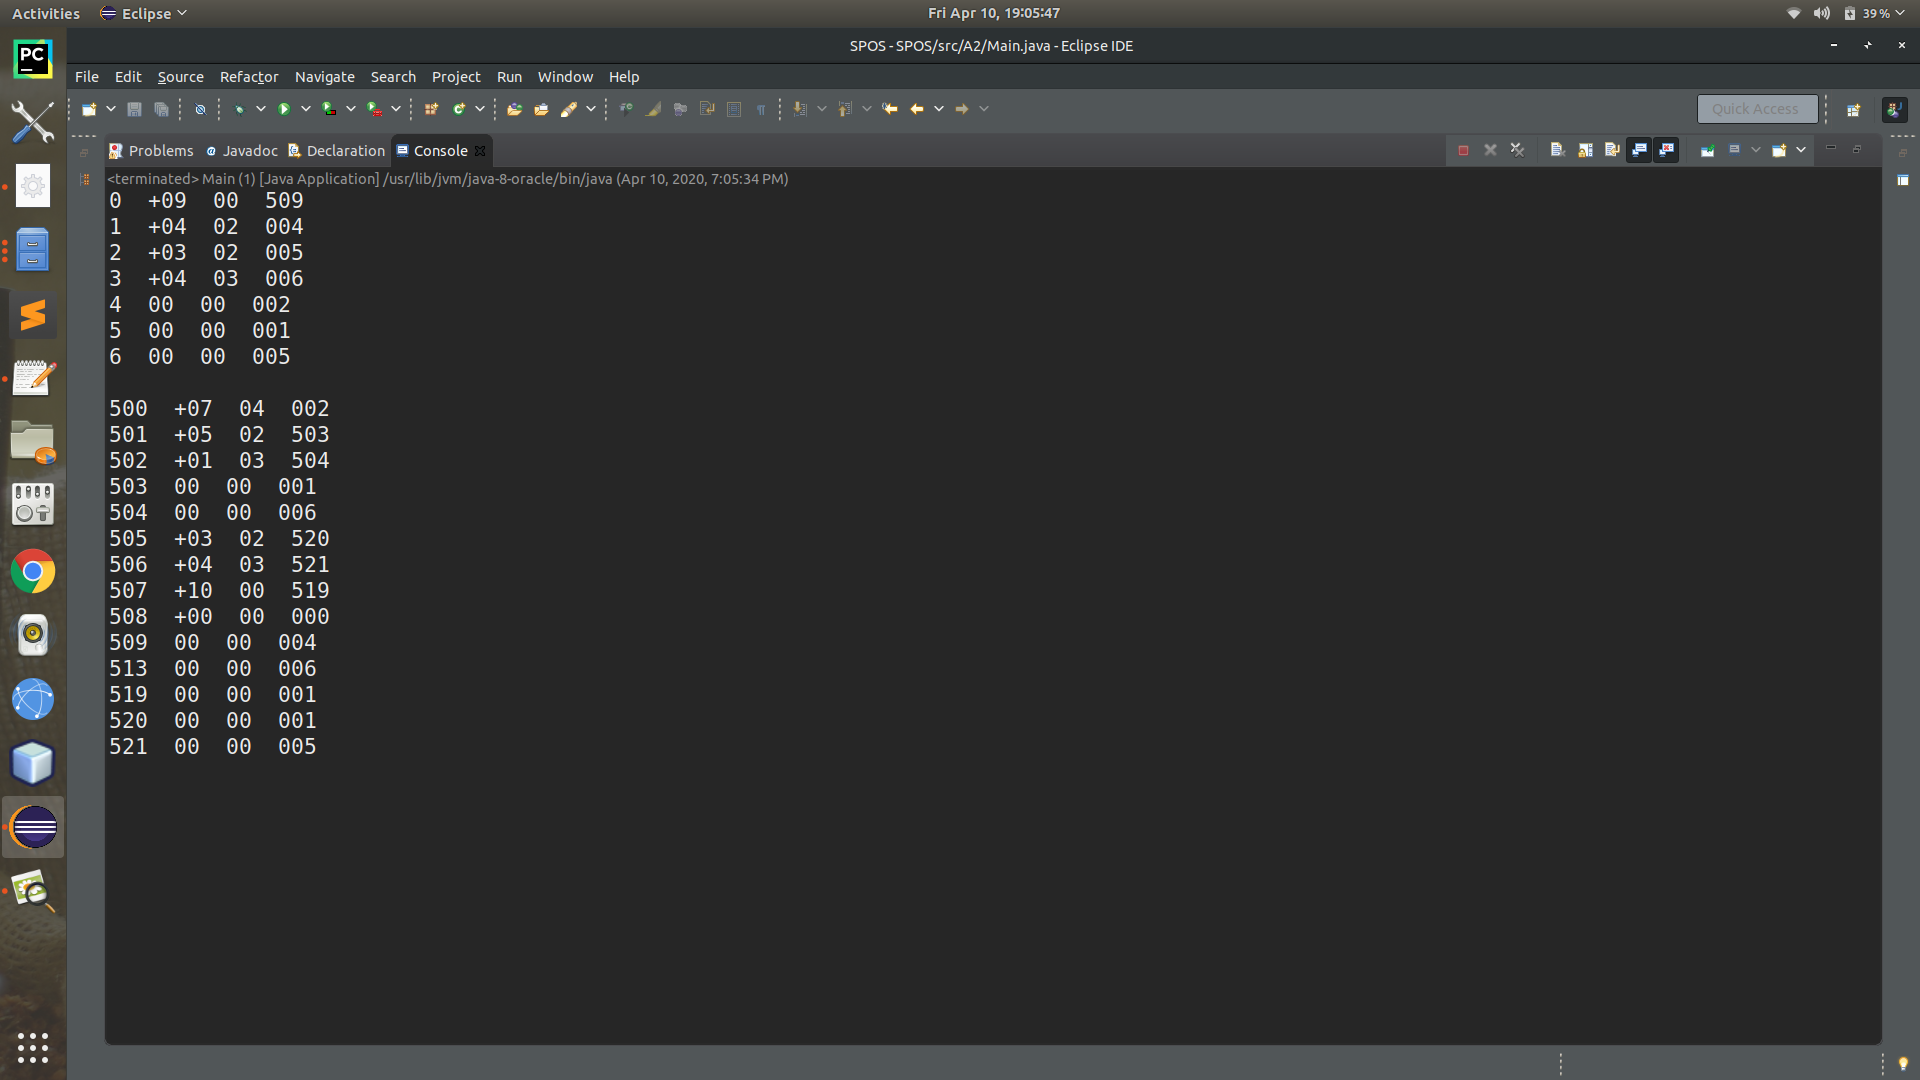 Activities Eclipse Fri Apr 10, 19:05:47 39%
SPOS - SPOS/src/A2/Main.java - Eclipse IDE
PC
File Edit Source Refactor Navigate Search Project Run Window Help
Quick Access
Problems Javadoc Declaration Console
<terminated> Main (1) [Java Application] /usr/lib/jvm/java-8-oracle/bin/java (Apr 10, 2020, 7:05:34 PM)
0 +09 00 509
1 +04 02 004
2 +03 02 005
3 +04 03 006
4 00 00 002
5 00 00 001
6 00 00 005
500 +07 04 002
501 +05 02 503
502 +01 03 504
503 00 00 001
504 00 00 006
505 +03 02 520
506 +04 03 521
507 +10 00 519
508 +00 00 000
509 00 00 004
513 00 00 006
519 00 00 001
520 00 00 001
521 00 00 005